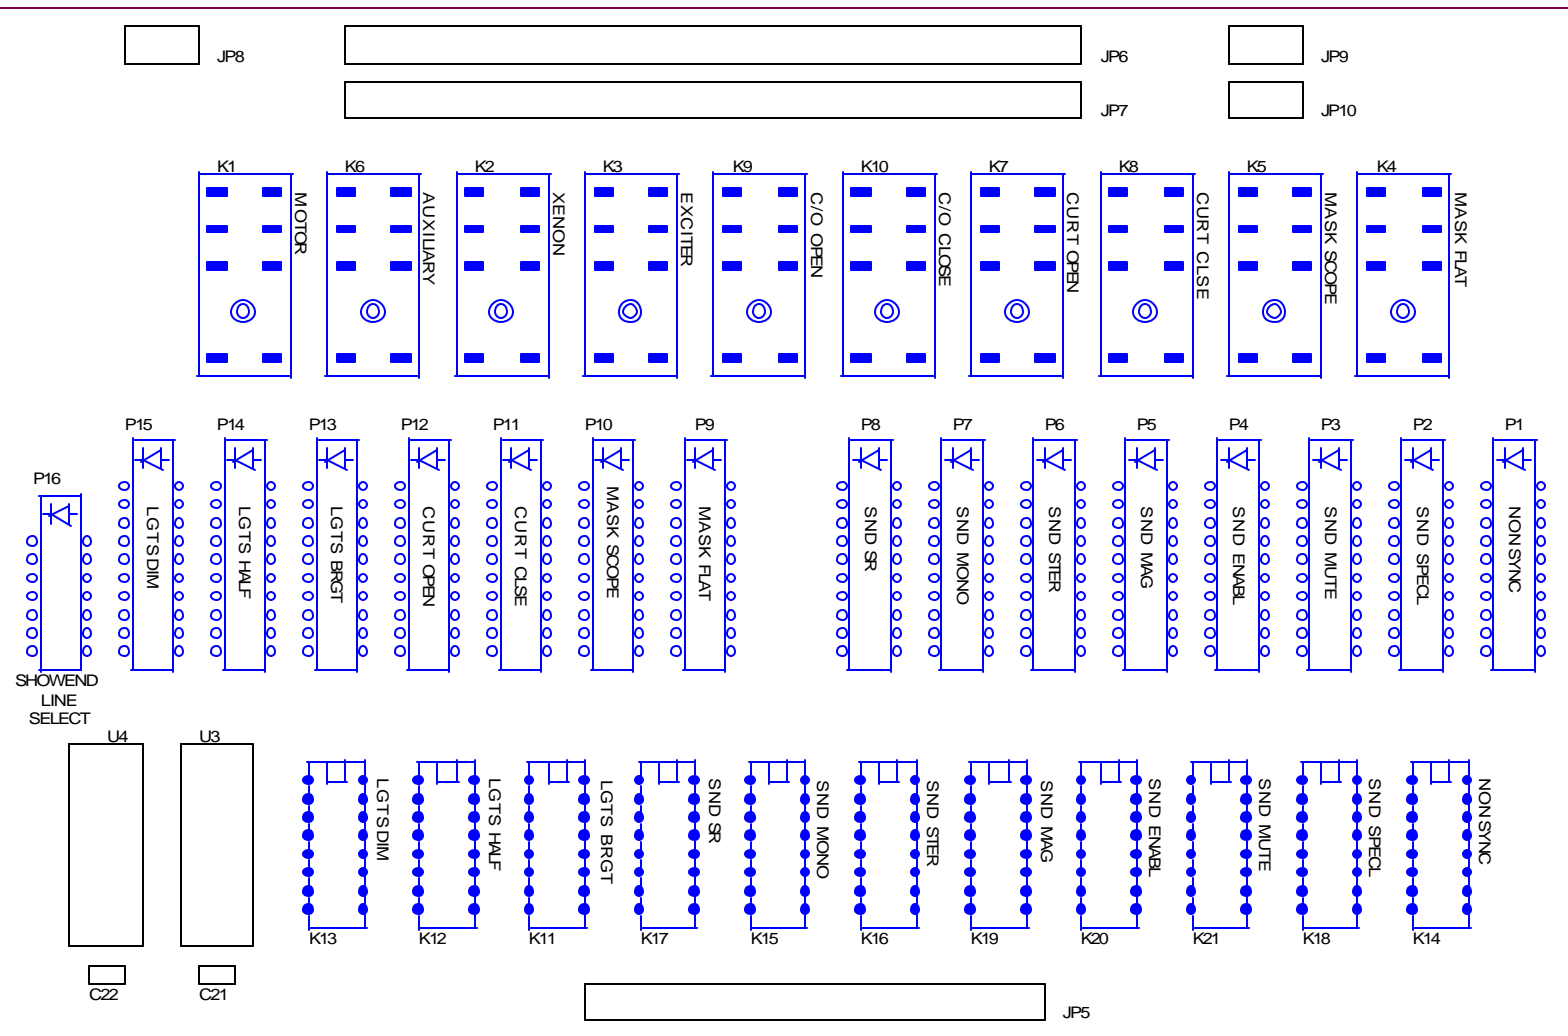 JP8
JP6
JP9
JP7
JP10
K1
K6
K2
K3
K9
K10
K7
K8
K5
K4
MOTOR
AUXILIARY
XENON
EXCITER
C/O OPEN
C/O CLOSE
CURT OPEN
CURT CLSE
MASK SCOPE
MASK FLAT
P15
P14
P13
P12
P11
P10
P9
P8
P7
P6
P5
P4
P3
P2
P1
P16
LGTS DIM
LGTS HALF
LGTS BRGT
CURT OPEN
CURT CLSE
MASK SCOPE
MASK FLAT
SND SR
SND MONO
SND STER
SND MAG
SND ENABL
SND MUTE
SND SPECL
NON SYNC
SHOWEND
LINE
SELECT
U4
U3
LGTS DIM
LGTS HALF
LGTS BRGT
SND SR
SND MONO
SND STER
SND MAG
SND ENABL
SND MUTE
SND SPECL
NON SYNC
K13
K12
K11
K17
K15
K16
K19
K20
K21
K18
K14
C22
C21
JP5